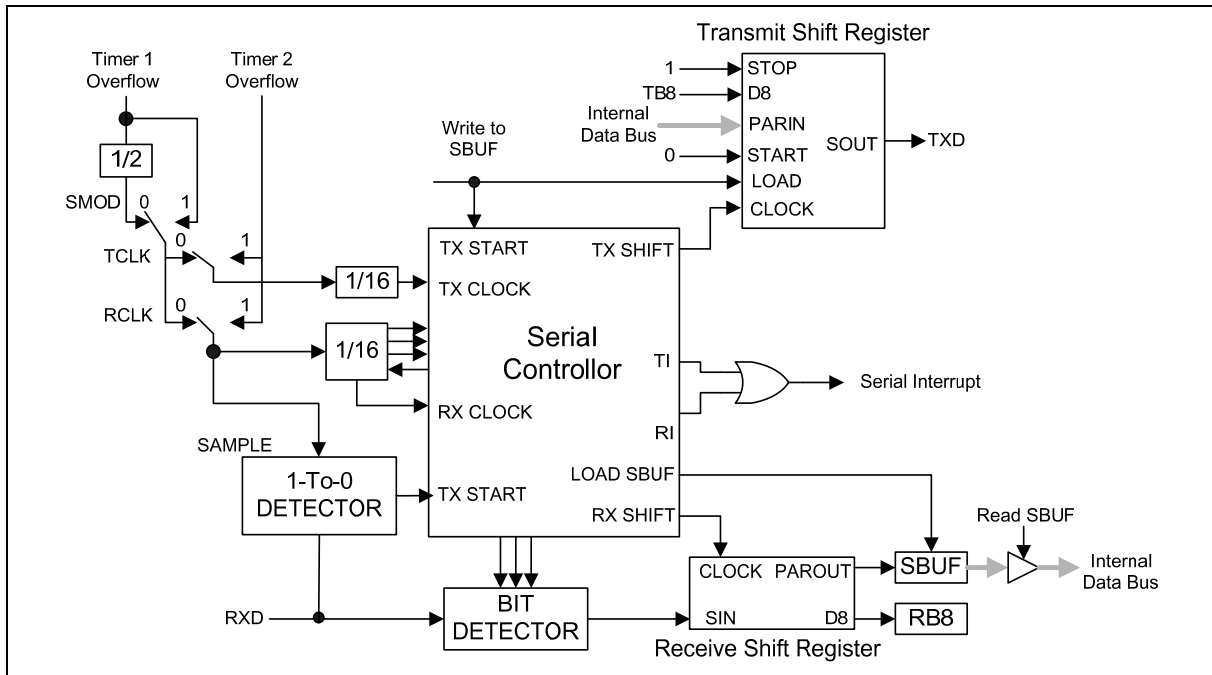 Transmit Shift Register
Timer 1
Overflow
Timer 2
Overflow
1
STOP
TB8
D8
Internal
Data Bus
PARIN
SOUT
TXD
Write to
SBUF
0
START
LOAD
CLOCK
1/2
SMOD
0
1
TCLK
0
1
TX START
TX SHIFT
1/16
TX CLOCK
RCLK
0
1
1/16
Serial
Controllor
TI
Serial Interrupt
RX CLOCK
RI
SAMPLE
1-To-0
DETECTOR
TX START
LOAD SBUF
RX SHIFT
Read SBUF
CLOCK
PAROUT
SBUF
Internal
Data Bus
RXD
BIT
DETECTOR
SIN
D8
RB8
Receive Shift Register